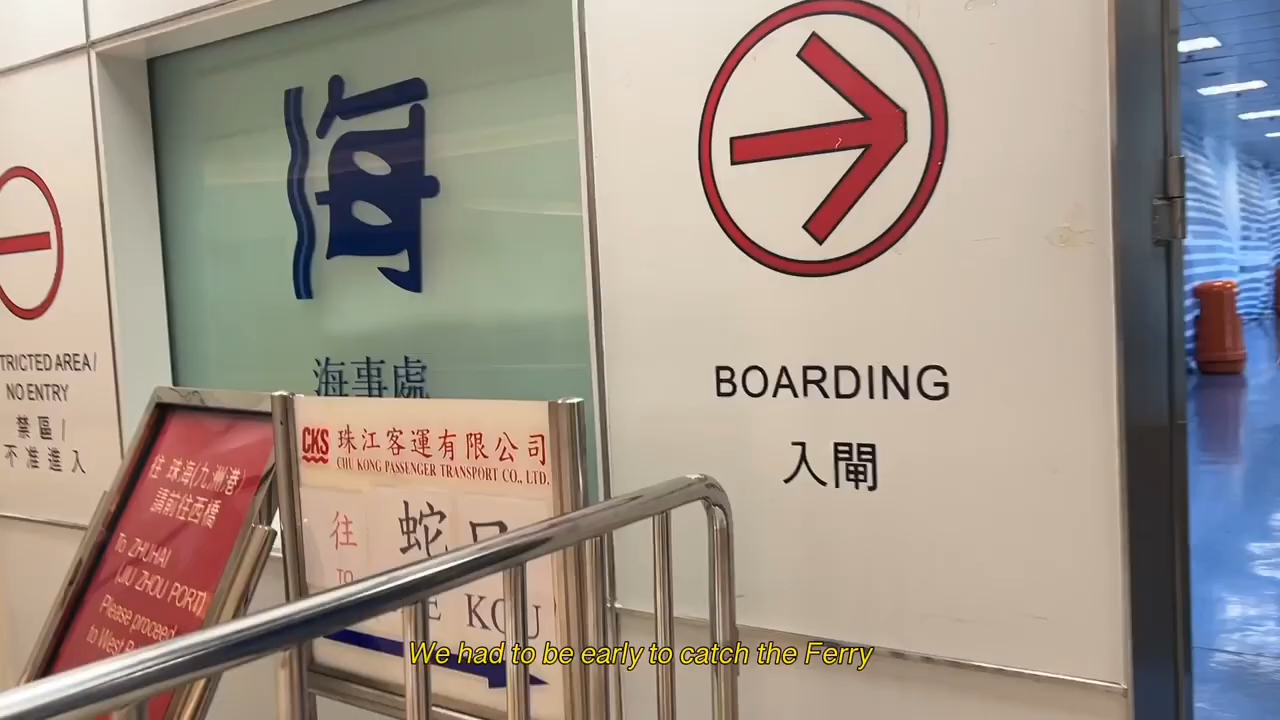 TRICTED AREA /
NO ENTRY
禁區 /
不准進入
海
海事處
BOARDING
入閘
往 珠海(九洲港)
請前往西橋
To ZHUHAI
(JIU ZHOU PORT)
Please proceed
to West
CKS 珠江客運有限公司
CHU KONG PASSENGER TRANSPORT CO., LTD.
往 蛇口
TO
E KOU
We had to be early to catch the Ferry